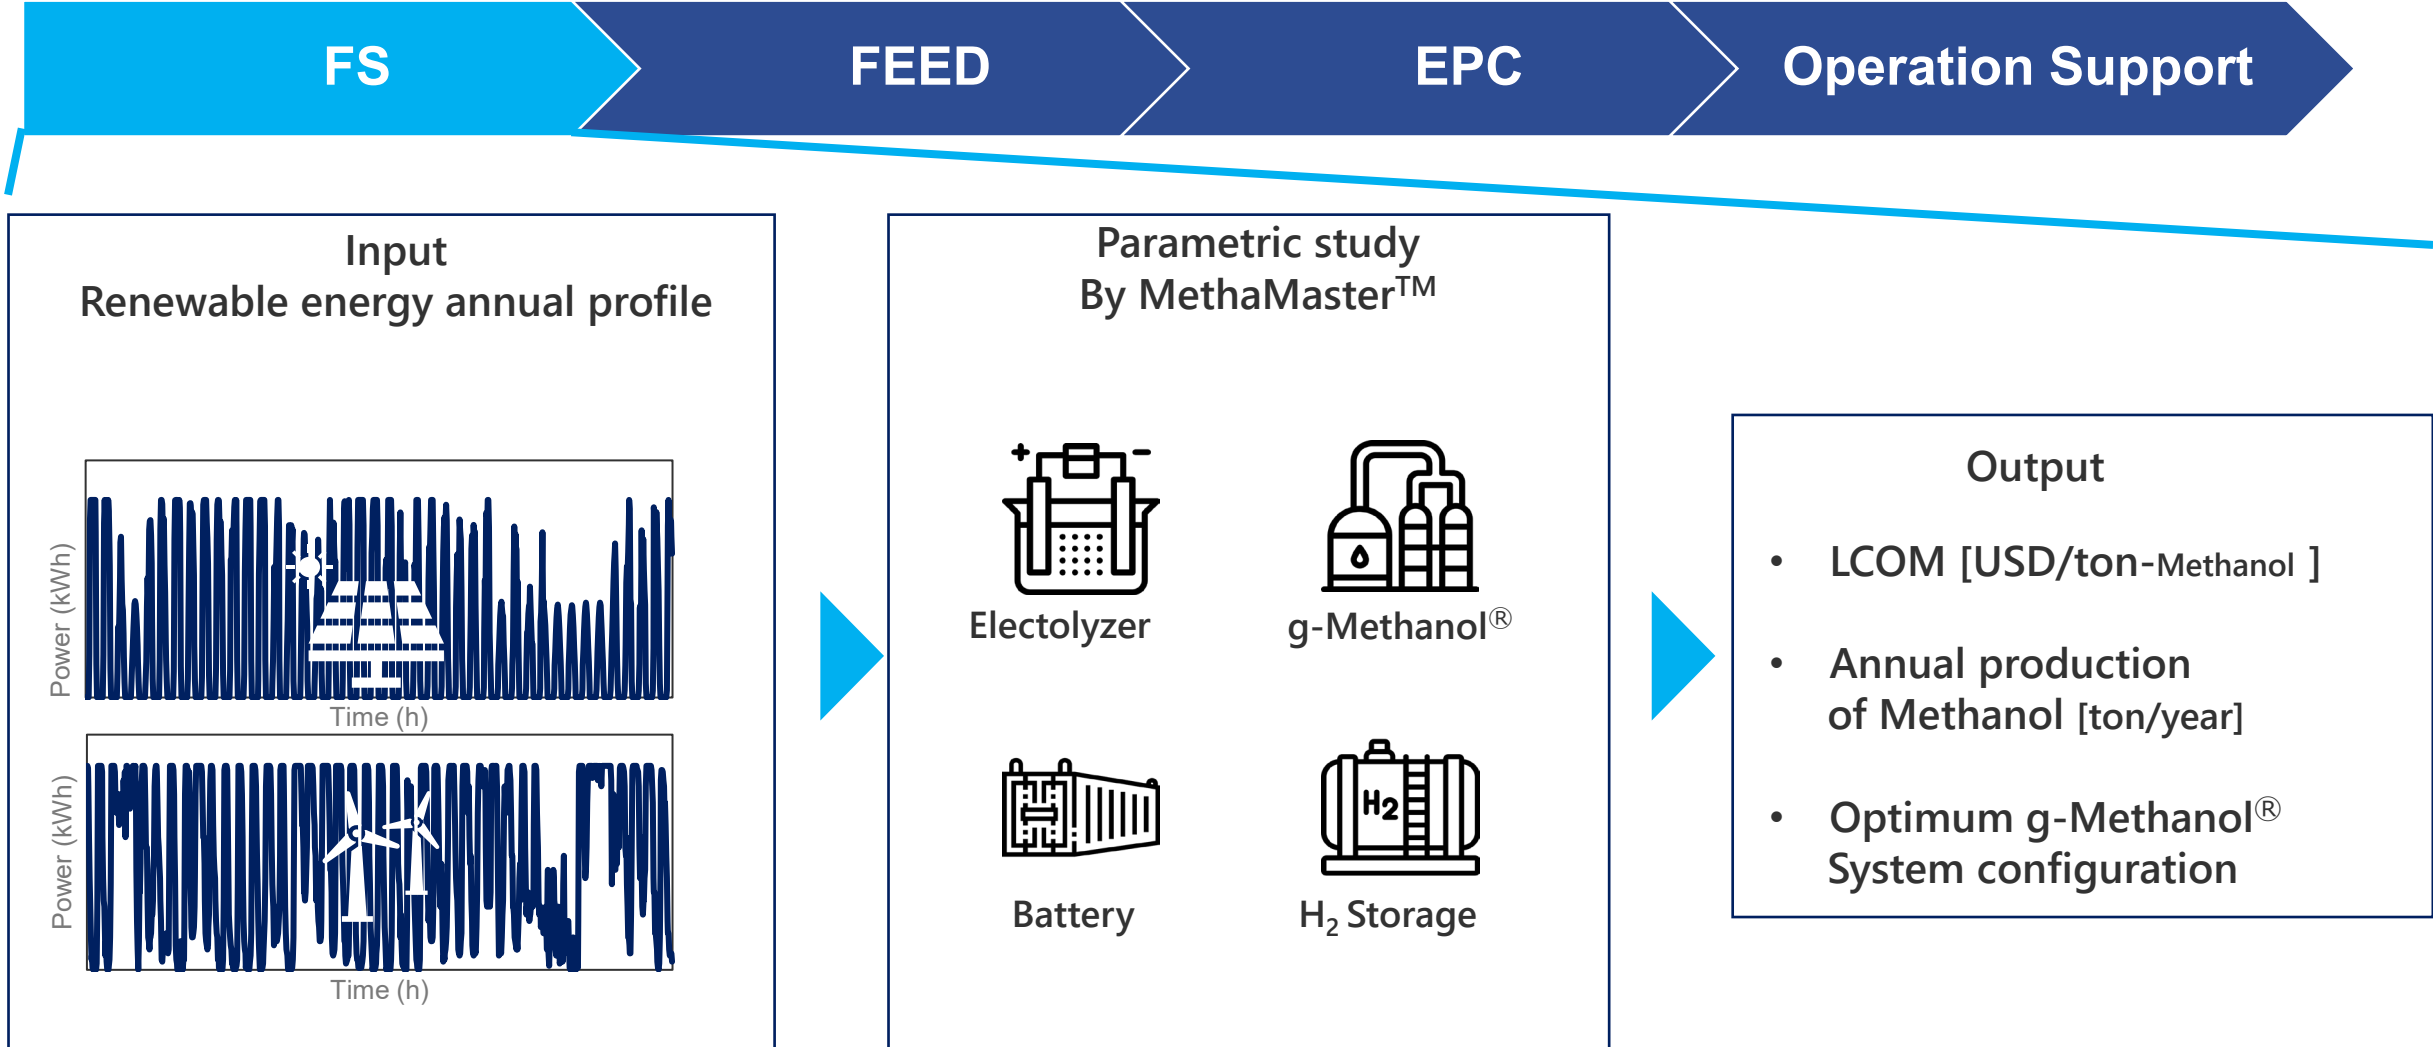 FS
FEED
EPC
Operation Support
Input
Renewable energy annual profile
Power (kWh)
Time (h)
Power (kWh)
Time (h)
Parametric study
By MethaMaster™
+ −
Electolyzer
g-Methanol®
Battery
H2
H₂ Storage
Output
• LCOM [USD/ton-Methanol ]
• Annual production
of Methanol [ton/year]
• Optimum g-Methanol®
System configuration